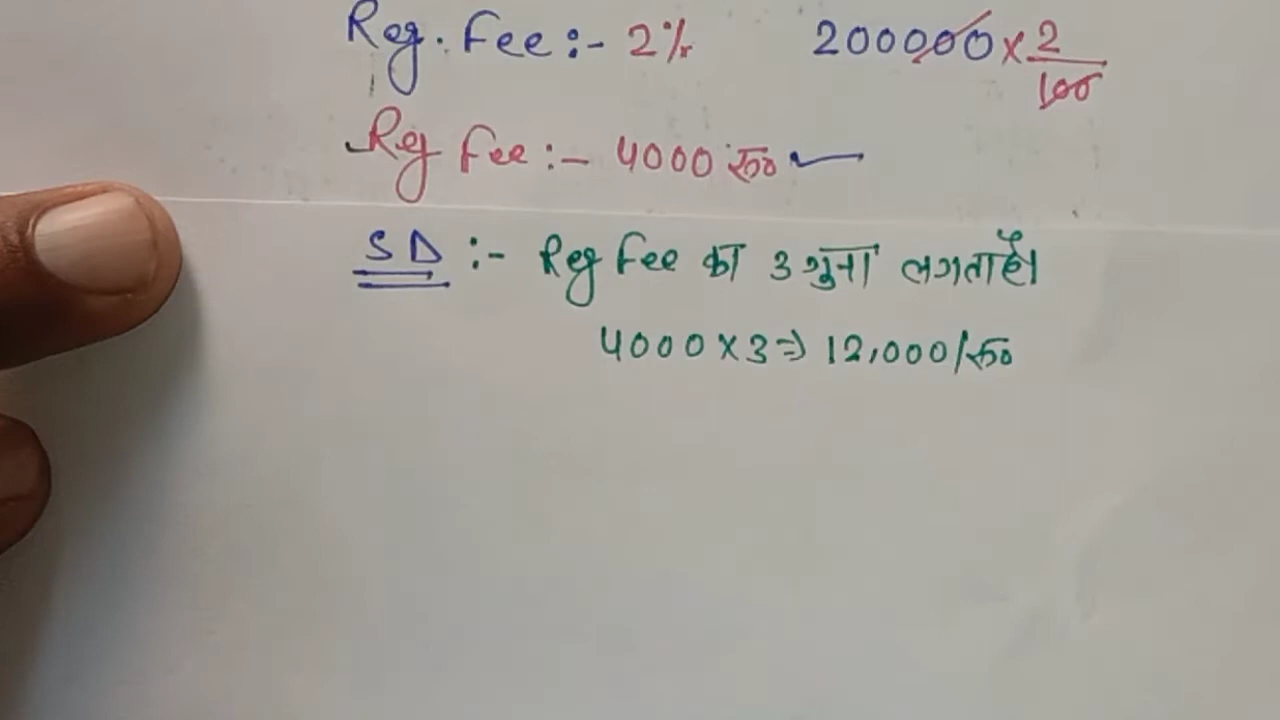 Reg. Fee :- 2% 200000 x 2/100
Reg Fee :- 4000 रू०
S D :- Reg Fee का 3 गुना लगता है।
4000 x 3 => 12,000/रू०